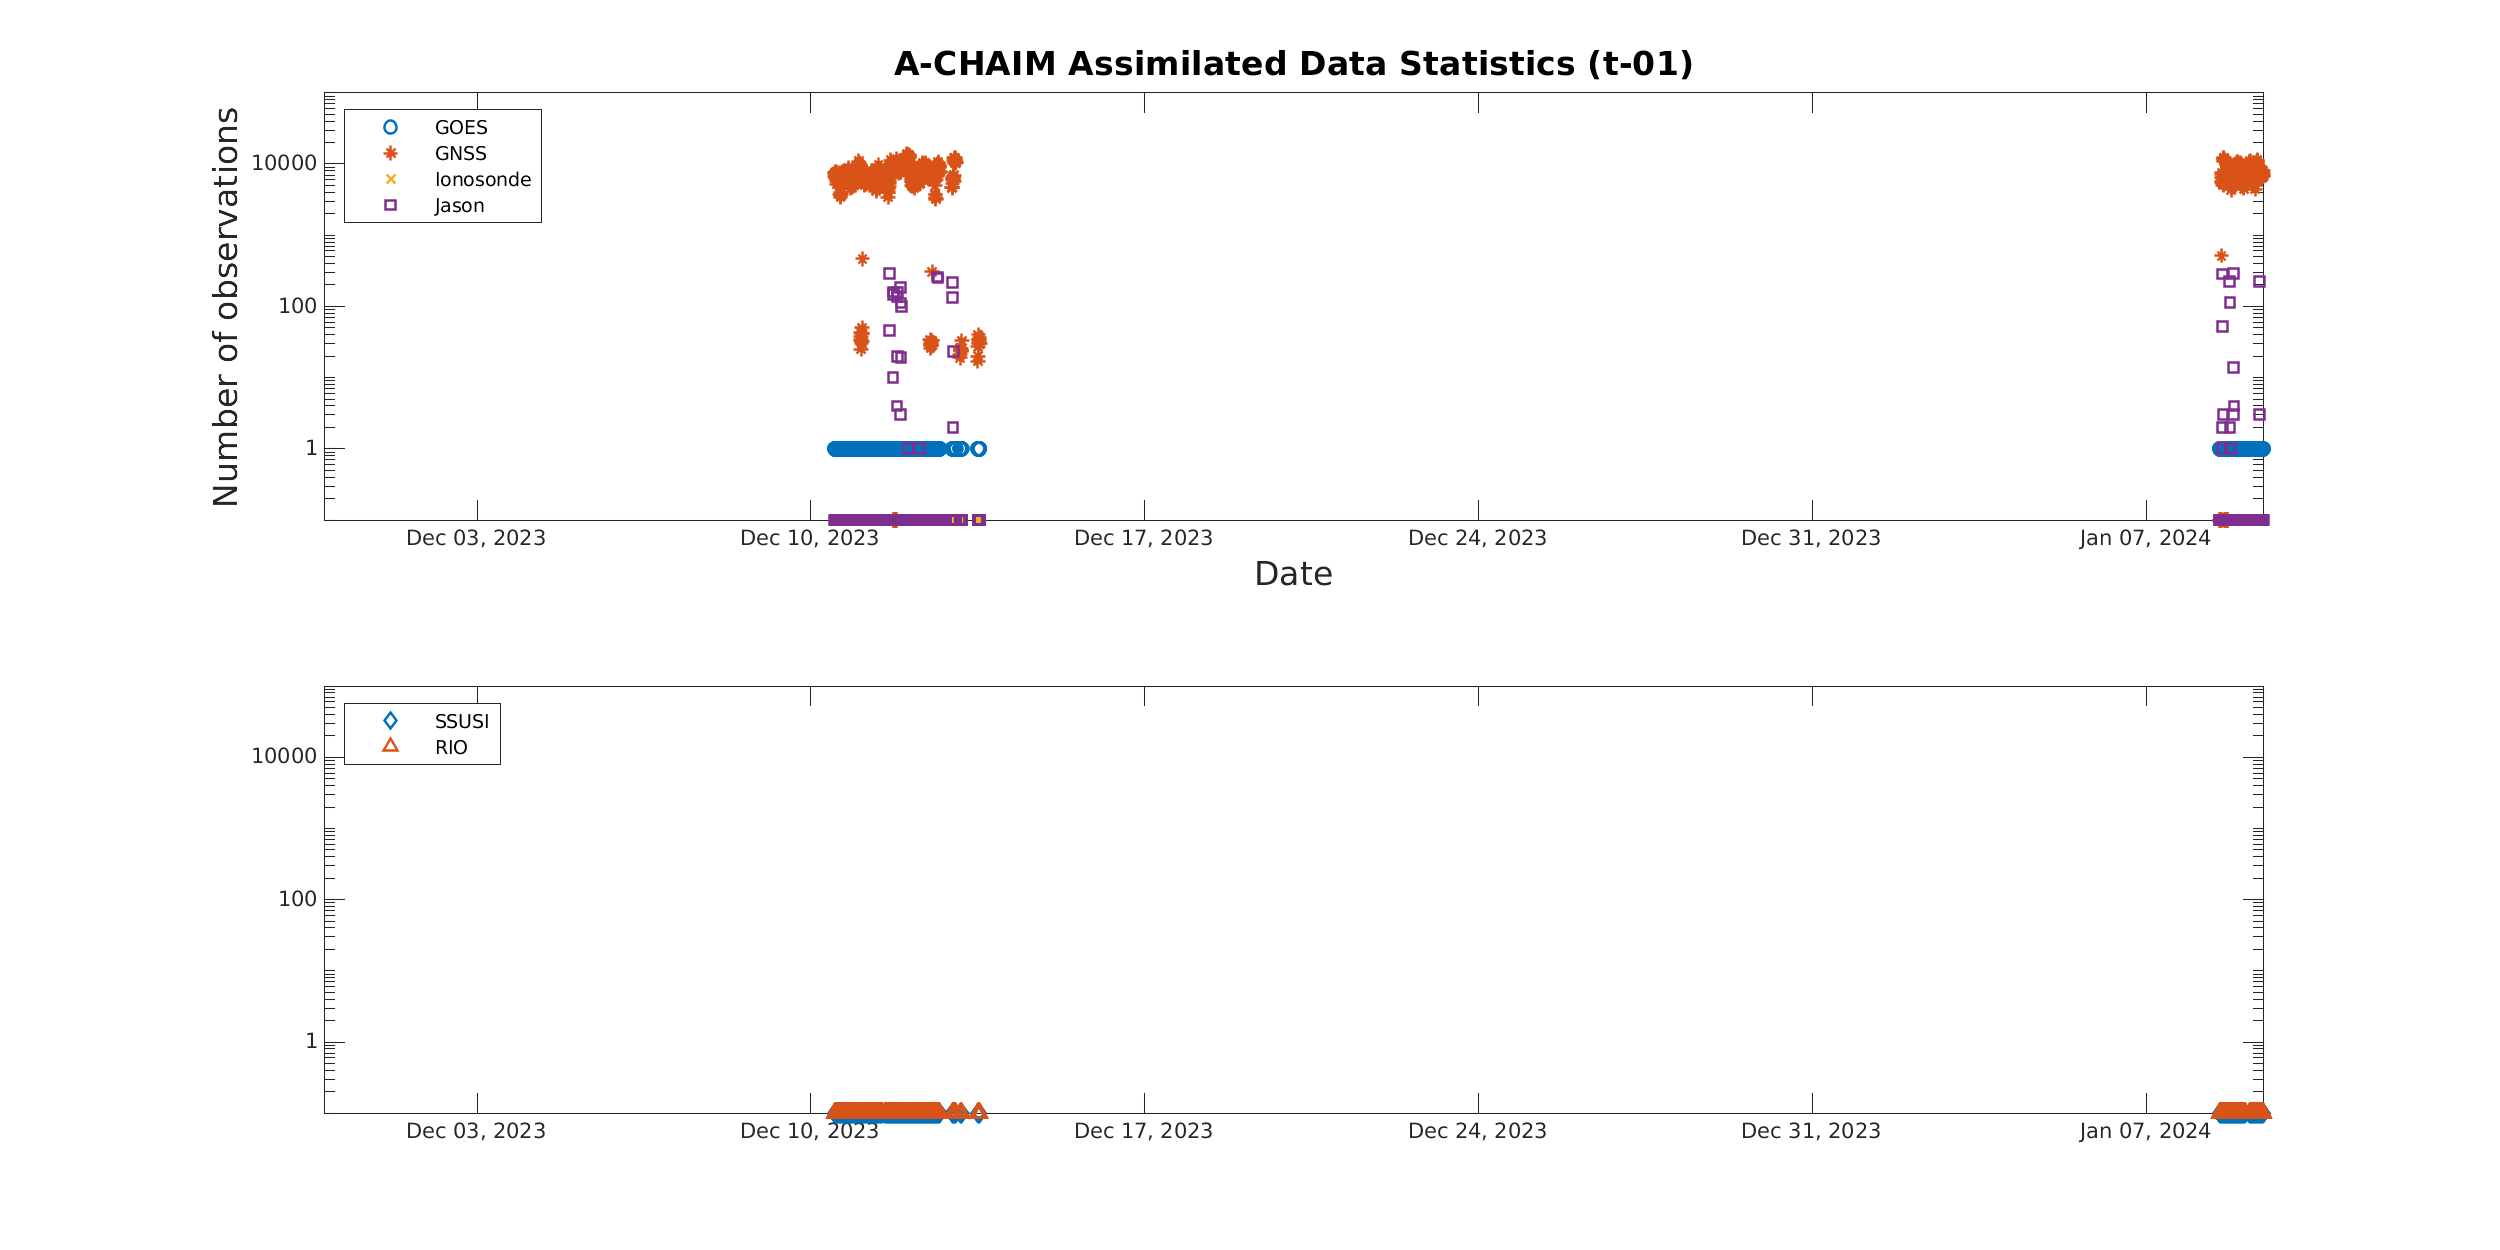 A-CHAIM Assimilated Data Statistics (t-01)
Number of observations
10000
100
1
GOES
GNSS
Ionosonde
Jason
Dec 03, 2023
Dec 10, 2023
Dec 17, 2023
Dec 24, 2023
Dec 31, 2023
Jan 07, 2024
Date
10000
100
1
SSUSI
RIO
Dec 03, 2023
Dec 10, 2023
Dec 17, 2023
Dec 24, 2023
Dec 31, 2023
Jan 07, 2024